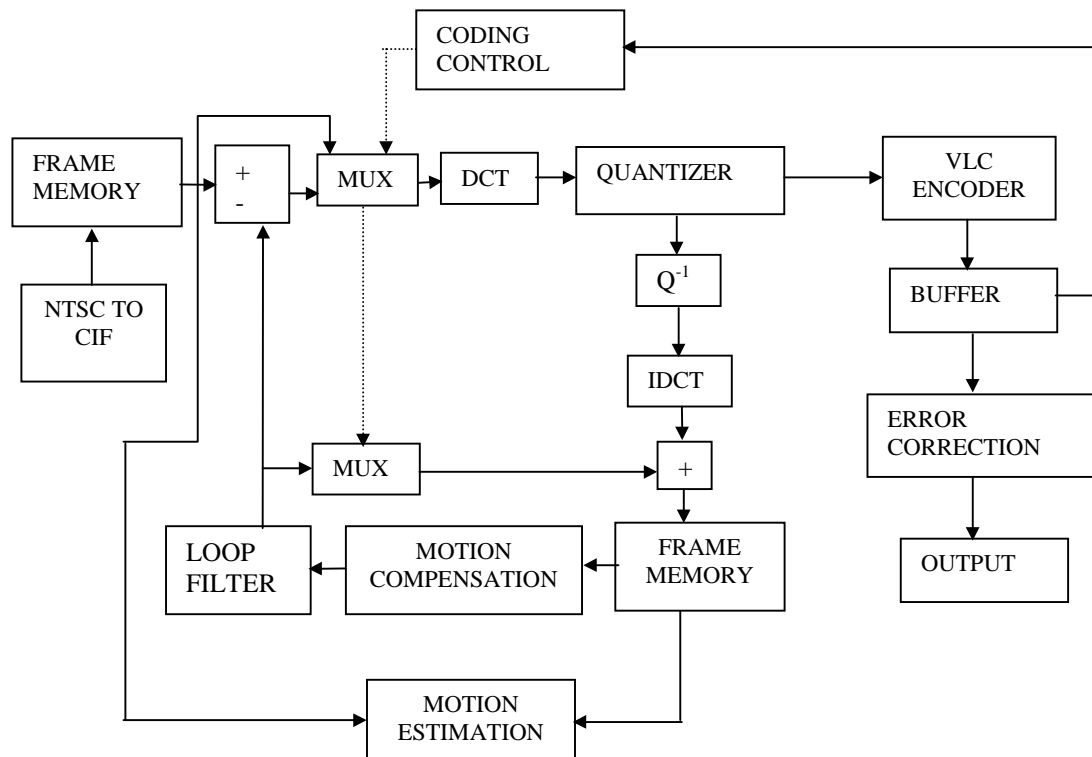 CODING
CONTROL
FRAME
MEMORY
+
-
MUX
DCT
QUANTIZER
VLC
ENCODER
NTSC TO
CIF
Q-1
BUFFER
IDCT
ERROR
CORRECTION
MUX
+
LOOP
FILTER
MOTION
COMPENSATION
FRAME
MEMORY
OUTPUT
MOTION
ESTIMATION